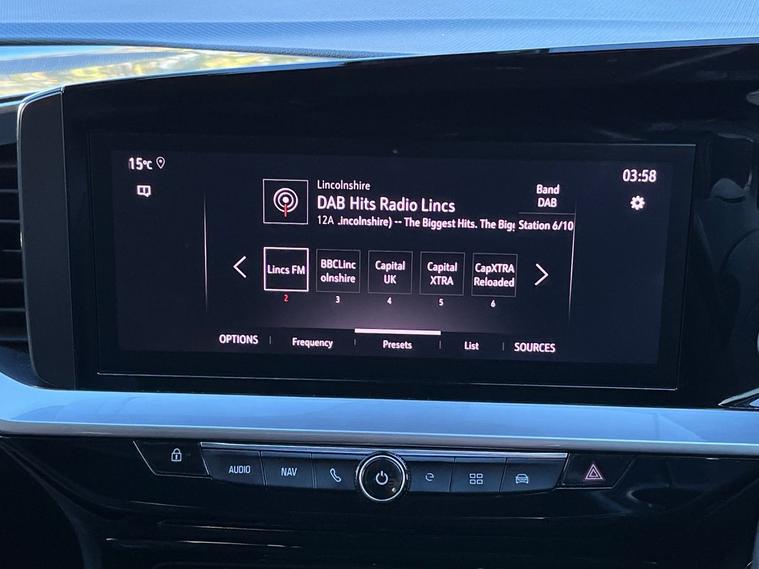 15°C
03:58
Lincolnshire
DAB Hits Radio Lincs
Band
DAB
12A .incolnshire) -- The Biggest Hits. The Bigg
Station 6/10
Lincs FM
BBCLinc
olnshire
Capital
UK
Capital
XTRA
CapXTRA
Reloaded
2
3
4
5
6
OPTIONS
Frequency
Presets
List
SOURCES
AUDIO
NAV